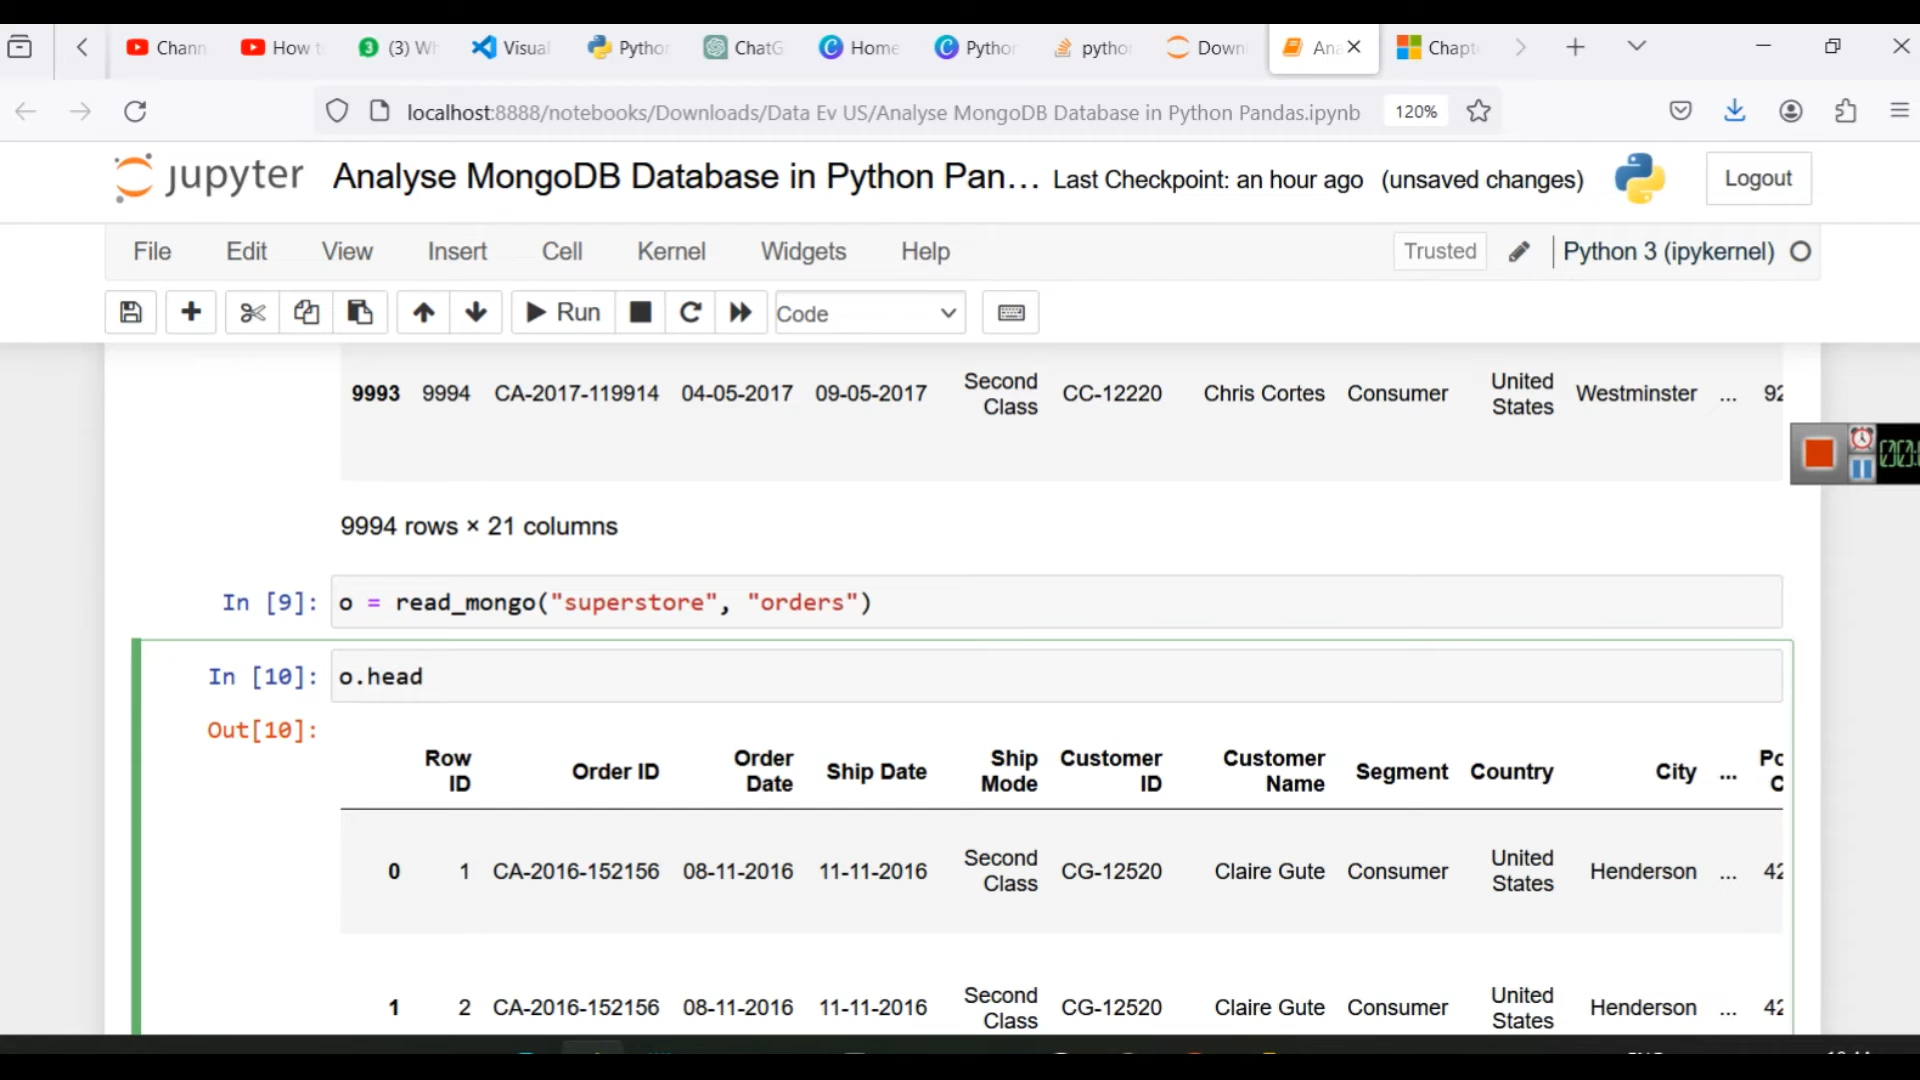 Chann
How t
(3) Wh
Visual
Python
ChatG
Home
Python
pytho
Downl
Ana
Chapt
localhost:8888/notebooks/Downloads/Data Ev US/Analyse MongoDB Database in Python Pandas.ipynb
120%
jupyter
Analyse MongoDB Database in Python Pan...
Last Checkpoint: an hour ago
(unsaved changes)
Logout
File
Edit
View
Insert
Cell
Kernel
Widgets
Help
Trusted
Python 3 (ipykernel)
Run
Code
9993 9994 CA-2017-119914 04-05-2017 09-05-2017 Second Class CC-12220 Chris Cortes Consumer United States Westminster ... 92
9994 rows × 21 columns
In [9]: o = read_mongo("superstore", "orders")
In [10]: o.head
Out[10]:
Row ID Order ID Order Date Ship Date Ship Mode Customer ID Customer Name Segment Country City ...
0 1 CA-2016-152156 08-11-2016 11-11-2016 Second Class CG-12520 Claire Gute Consumer United States Henderson ... 42
1 2 CA-2016-152156 08-11-2016 11-11-2016 Second Class CG-12520 Claire Gute Consumer United States Henderson ... 42